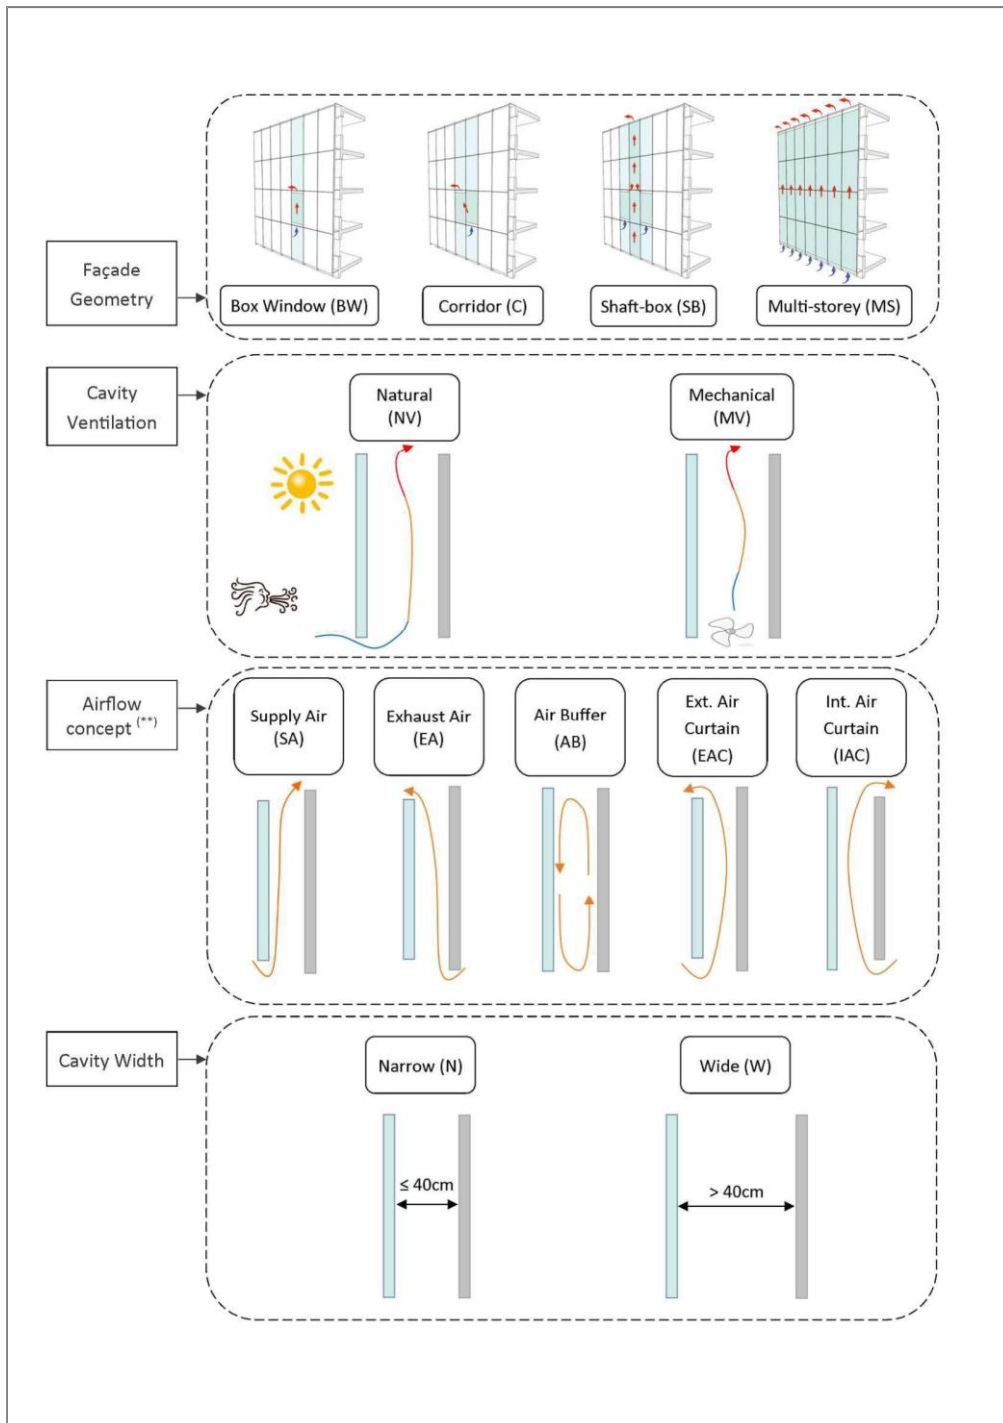 Façade
Geometry
Box Window (BW)
Corridor (C)
Shaft-box (SB)
Multi-storey (MS)
Cavity
Ventilation
Natural
(NV)
Mechanical
(MV)
Airflow
concept (**)
Supply Air
(SA)
Exhaust Air
(EA)
Air Buffer
(AB)
Ext. Air
Curtain
(EAC)
Int. Air
Curtain
(IAC)
Cavity Width
Narrow (N)
Wide (W)
≤ 40cm
> 40cm